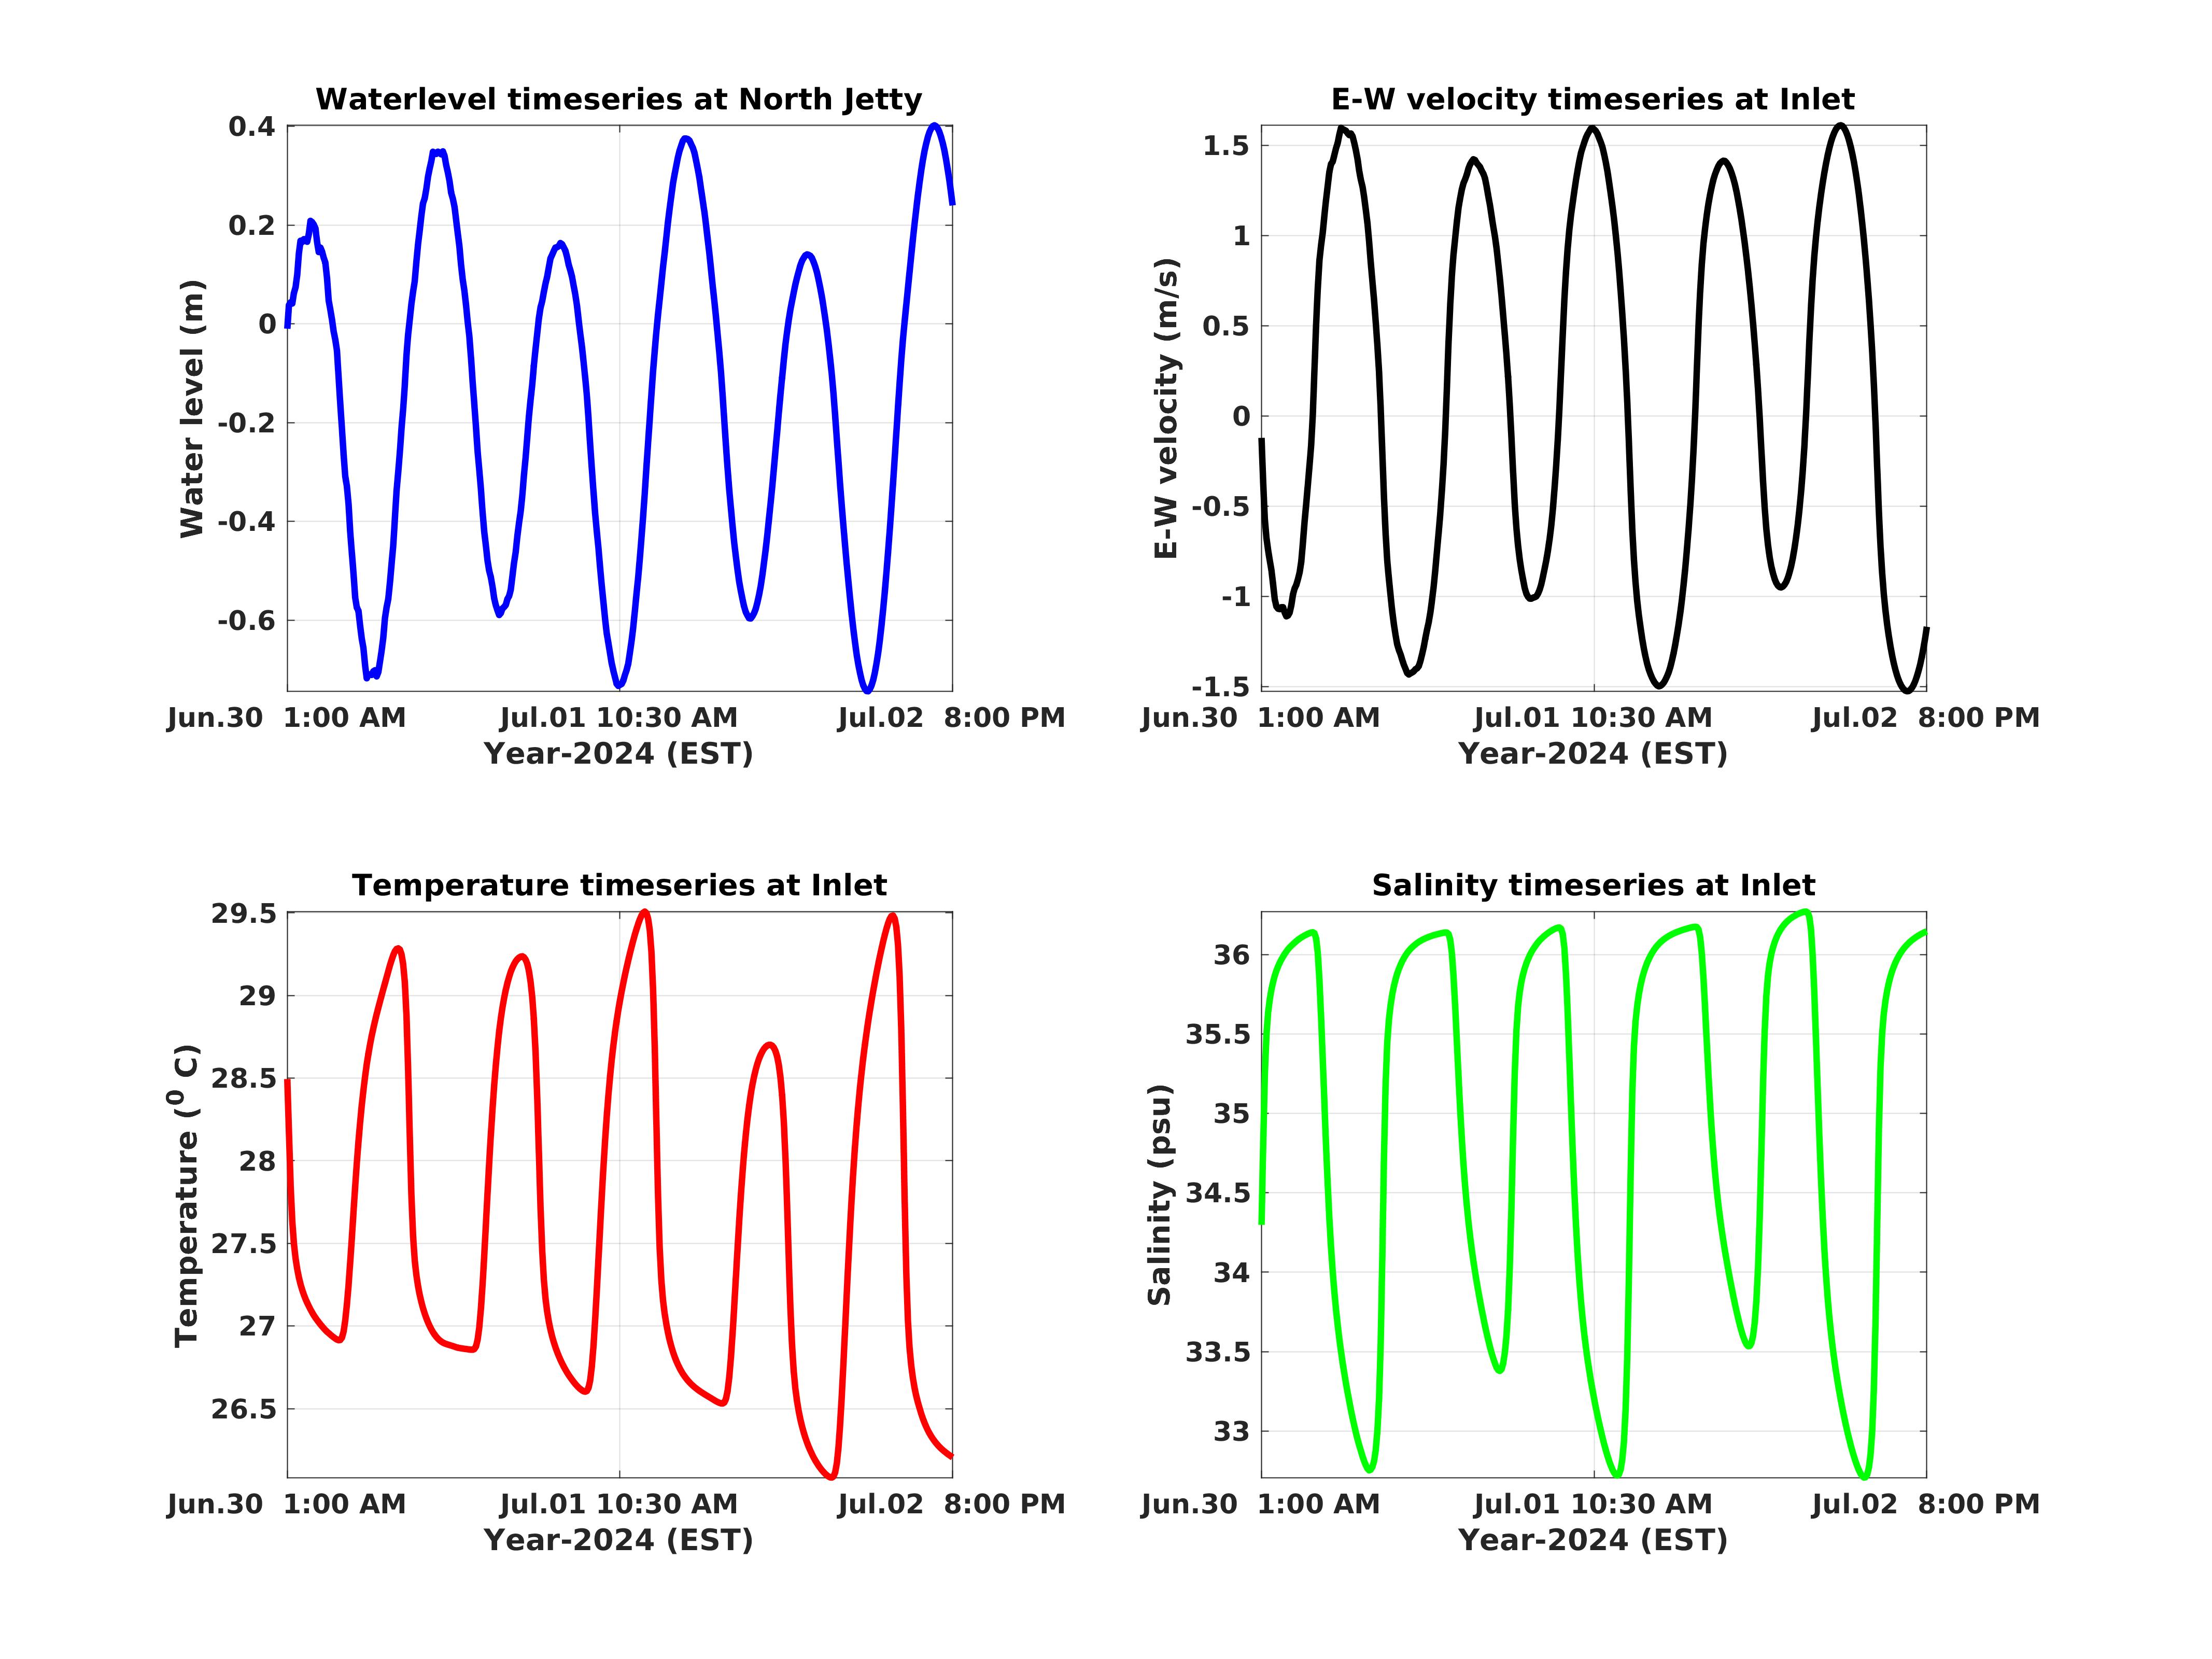 Waterlevel timeseries at North Jetty
0.4
0.2
0
-0.2
-0.4
-0.6
Water level (m)
Jun.30 1:00 AM
Jul.01 10:30 AM
Jul.02 8:00 PM
Year-2024 (EST)
E-W velocity timeseries at Inlet
1.5
1
0.5
0
-0.5
-1
-1.5
E-W velocity (m/s)
Jun.30 1:00 AM
Jul.01 10:30 AM
Jul.02 8:00 PM
Year-2024 (EST)
Temperature timeseries at Inlet
29.5
29
28.5
28
27.5
27
26.5
Temperature (⁰ C)
Jun.30 1:00 AM
Jul.01 10:30 AM
Jul.02 8:00 PM
Year-2024 (EST)
Salinity timeseries at Inlet
36
35.5
35
34.5
34
33.5
33
Salinity (psu)
Jun.30 1:00 AM
Jul.01 10:30 AM
Jul.02 8:00 PM
Year-2024 (EST)